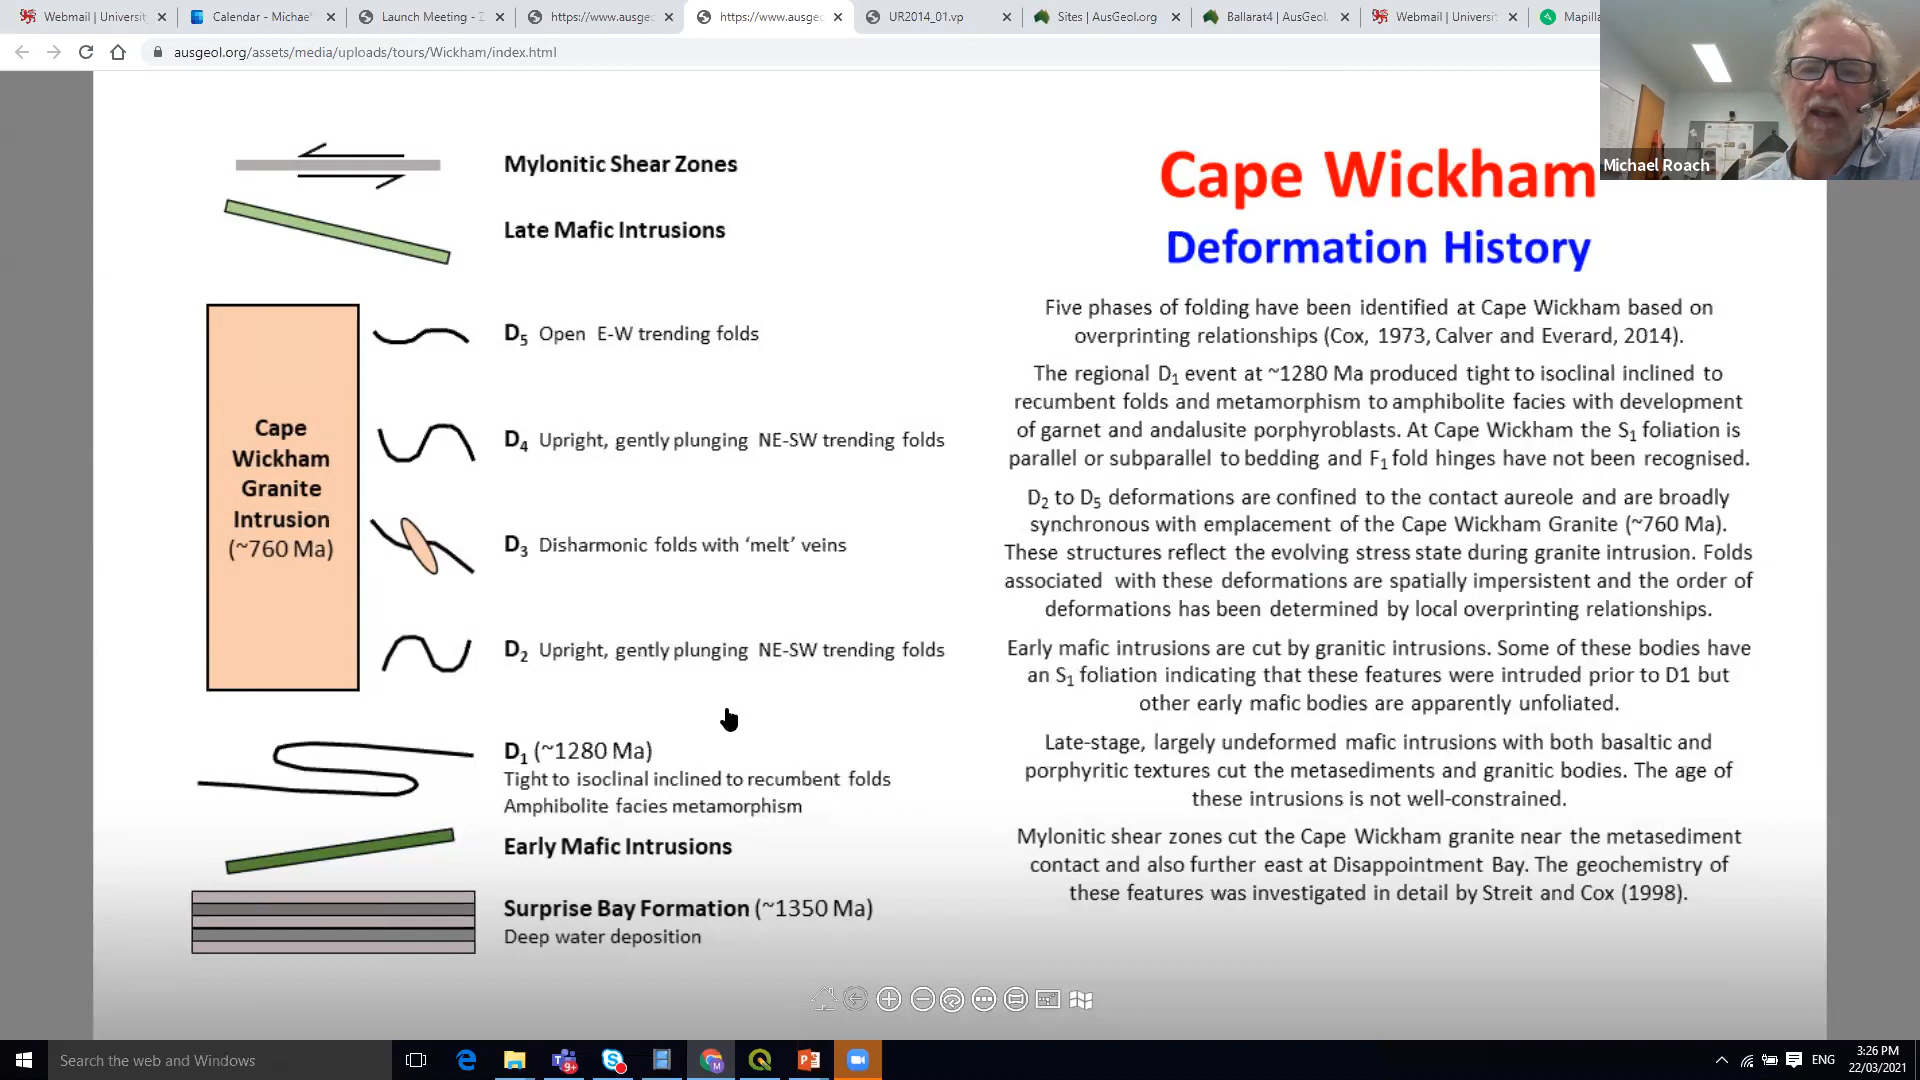 Webmail | Universit
Calendar - Michae
Launch Meeting - Z
https://www.ausge
https://www.ausge
UR2014_01.vp
Sites | AusGeol.org
Ballarat4 | AusGeol.
Webmail | Universit
Mapilla
ausgeol.org/assets/media/uploads/tours/Wickham/index.html
Michael Roach
Mylonitic Shear Zones
Late Mafic Intrusions
Cape
Wickham
Granite
Intrusion
(~760 Ma)
D5 Open E-W trending folds
D4 Upright, gently plunging NE-SW trending folds
D3 Disharmonic folds with ‘melt’ veins
D2 Upright, gently plunging NE-SW trending folds
D1 (~1280 Ma)
Tight to isoclinal inclined to recumbent folds
Amphibolite facies metamorphism
Early Mafic Intrusions
Surprise Bay Formation (~1350 Ma)
Deep water deposition
Cape Wickham
Deformation History
Five phases of folding have been identified at Cape Wickham based on
overprinting relationships (Cox, 1973, Calver and Everard, 2014).
The regional D1 event at ~1280 Ma produced tight to isoclinal inclined to
recumbent folds and metamorphism to amphibolite facies with development
of garnet and andalusite porphyroblasts. At Cape Wickham the S1 foliation is
parallel or subparallel to bedding and F1 fold hinges have not been recognised.
D2 to D5 deformations are confined to the contact aureole and are broadly
synchronous with emplacement of the Cape Wickham Granite (~760 Ma).
These structures reflect the evolving stress state during granite intrusion. Folds
associated with these deformations are spatially impersistent and the order of
deformations has been determined by local overprinting relationships.
Early mafic intrusions are cut by granitic intrusions. Some of these bodies have
an S1 foliation indicating that these features were intruded prior to D1 but
other early mafic bodies are apparently unfoliated.
Late-stage, largely undeformed mafic intrusions with both basaltic and
porphyritic textures cut the metasediments and granitic bodies. The age of
these intrusions is not well-constrained.
Mylonitic shear zones cut the Cape Wickham granite near the metasediment
contact and also further east at Disappointment Bay. The geochemistry of
these features was investigated in detail by Streit and Cox (1998).
Search the web and Windows
9+
ENG
3:26 PM
22/03/2021